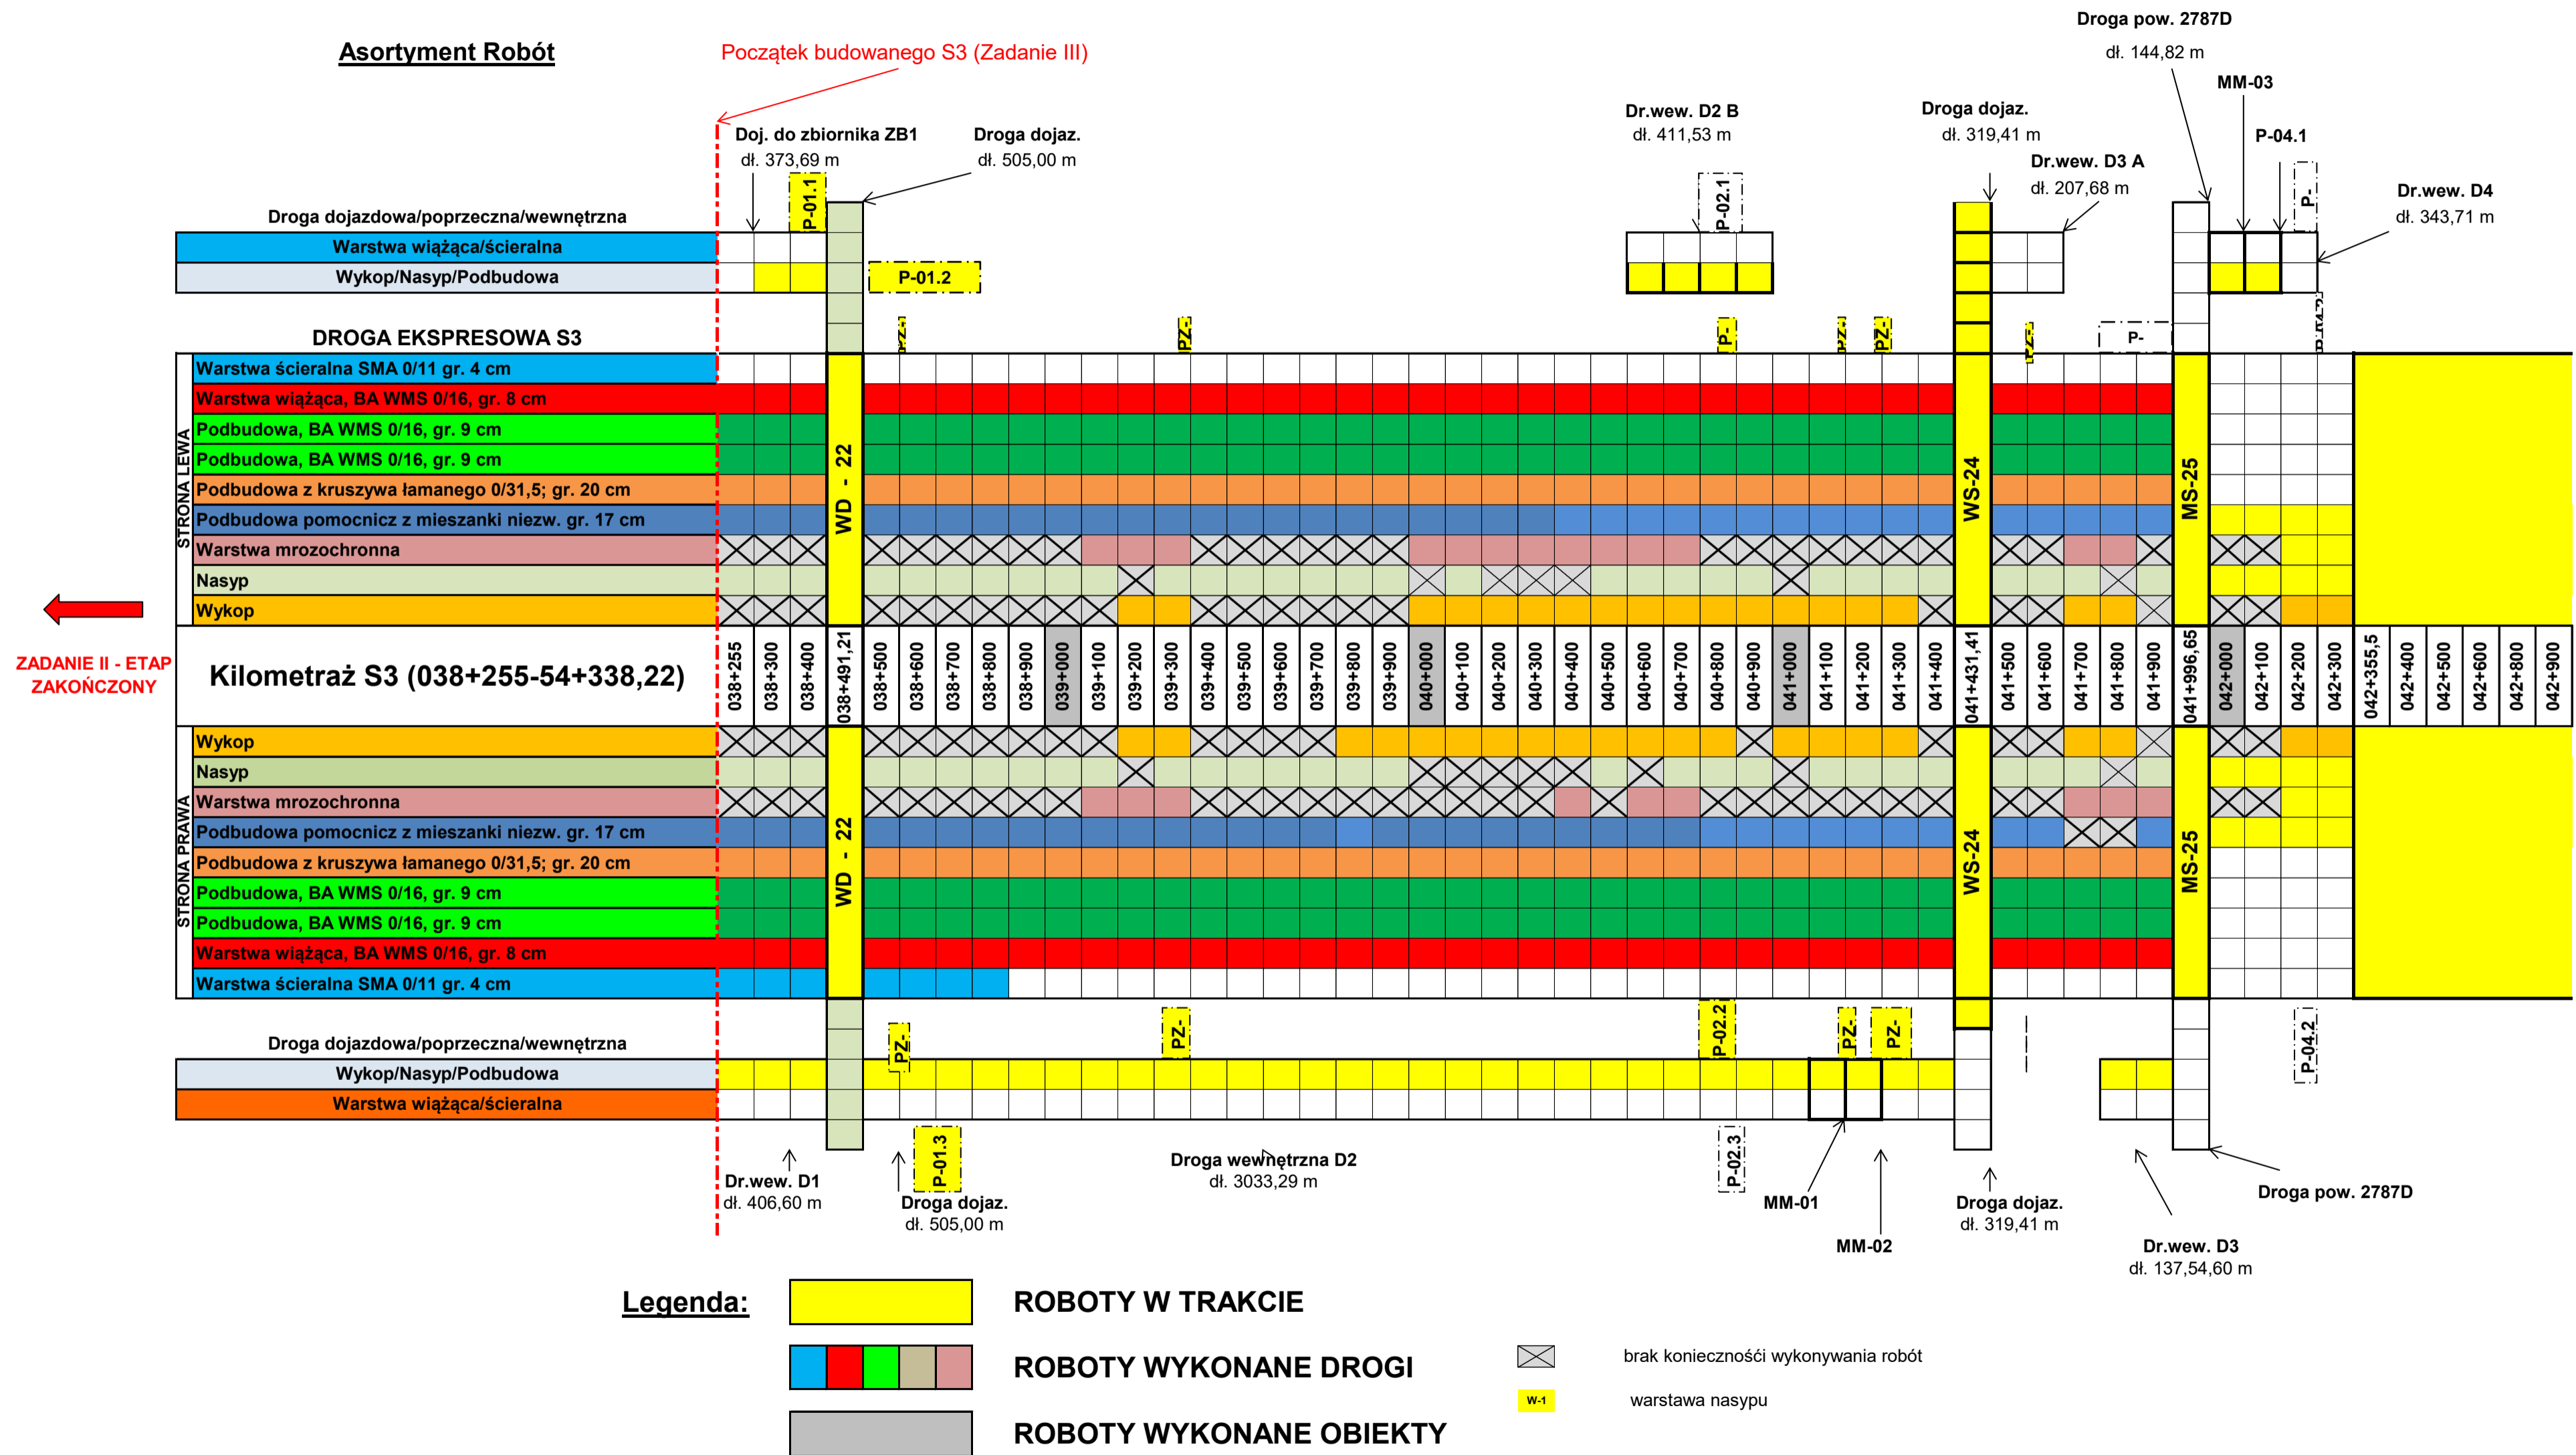 Droga pow. 2787D
dł. 144,82 m
Asortyment Robót
Początek budowanego S3 (Zadanie III)
MM-03
Dr.wew. D2 B
dł. 411,53 m
Droga dojaz.
dł. 319,41 m
Doj. do zbiornika ZB1
dł. 373,69 m
Droga dojaz.
dł. 505,00 m
P-04.1
Dr.wew. D3 A
dł. 207,68 m
Dr.wew. D4
dł. 343,71 m
P-01.1
P-02.1
P-
Droga dojazdowa/poprzeczna/wewnętrzna
Warstwa wiążąca/ścieralna
Wykop/Nasyp/Podbudowa
P-01.2
DROGA EKSPRESOWA S3
PZ-
PZ-
P-
PZ-
PZ-
PZ-
P-
STRONA LEWA
Warstwa ścieralna SMA 0/11 gr. 4 cm
Warstwa wiążąca, BA WMS 0/16, gr. 8 cm
Podbudowa, BA WMS 0/16, gr. 9 cm
Podbudowa, BA WMS 0/16, gr. 9 cm
Podbudowa z kruszywa łamanego 0/31,5; gr. 20 cm
Podbudowa pomocnicz z mieszanki niezw. gr. 17 cm
Warstwa mrozochronna
Nasyp
Wykop
WD - 22
WS-24
MS-25
ZADANIE II - ETAP
ZAKOŃCZONY
Kilometraż S3 (038+255-54+338,22)
038+255
038+300
038+400
038+491,21
038+500
038+600
038+700
038+800
038+900
039+000
039+100
039+200
039+300
039+400
039+500
039+600
039+700
039+800
039+900
040+000
040+100
040+200
040+300
040+400
040+500
040+600
040+700
040+800
040+900
041+000
041+100
041+200
041+300
041+400
041+431,41
041+500
041+600
041+700
041+800
041+900
041+996,65
042+000
042+100
042+200
042+300
042+355,5
042+400
042+500
042+600
042+800
042+900
STRONA PRAWA
Wykop
Nasyp
Warstwa mrozochronna
Podbudowa pomocnicz z mieszanki niezw. gr. 17 cm
Podbudowa z kruszywa łamanego 0/31,5; gr. 20 cm
Podbudowa, BA WMS 0/16, gr. 9 cm
Podbudowa, BA WMS 0/16, gr. 9 cm
Warstwa wiążąca, BA WMS 0/16, gr. 8 cm
Warstwa ścieralna SMA 0/11 gr. 4 cm
WD - 22
WS-24
MS-25
PZ-
PZ-
P-02.2
PZ-
PZ-
P-04.2
Droga dojazdowa/poprzeczna/wewnętrzna
Wykop/Nasyp/Podbudowa
Warstwa wiążąca/ścieralna
P-01.3
P-02.3
Dr.wew. D1
dł. 406,60 m
Droga dojaz.
dł. 505,00 m
Droga wewnętrzna D2
dł. 3033,29 m
MM-01
MM-02
Droga dojaz.
dł. 319,41 m
Droga pow. 2787D
Dr.wew. D3
dł. 137,54,60 m
Legenda:
ROBOTY W TRAKCIE
ROBOTY WYKONANE DROGI
ROBOTY WYKONANE OBIEKTY
brak koniecznośći wykonywania robót
W-1
warstawa nasypu